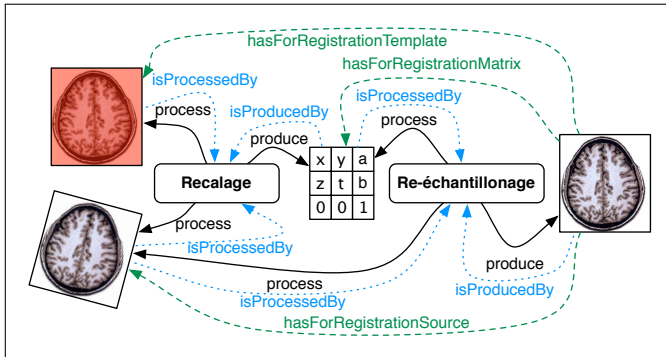 hasForRegistrationTemplate
hasForRegistrationMatrix
isProcessedBy
isProducedBy
isProcessedBy
process
produce
process
x y a
z t b
0 0 1
Recalage
Re-échantillonage
process
isProcessedBy
produce
process
isProducedBy
isProcessedBy
hasForRegistrationSource